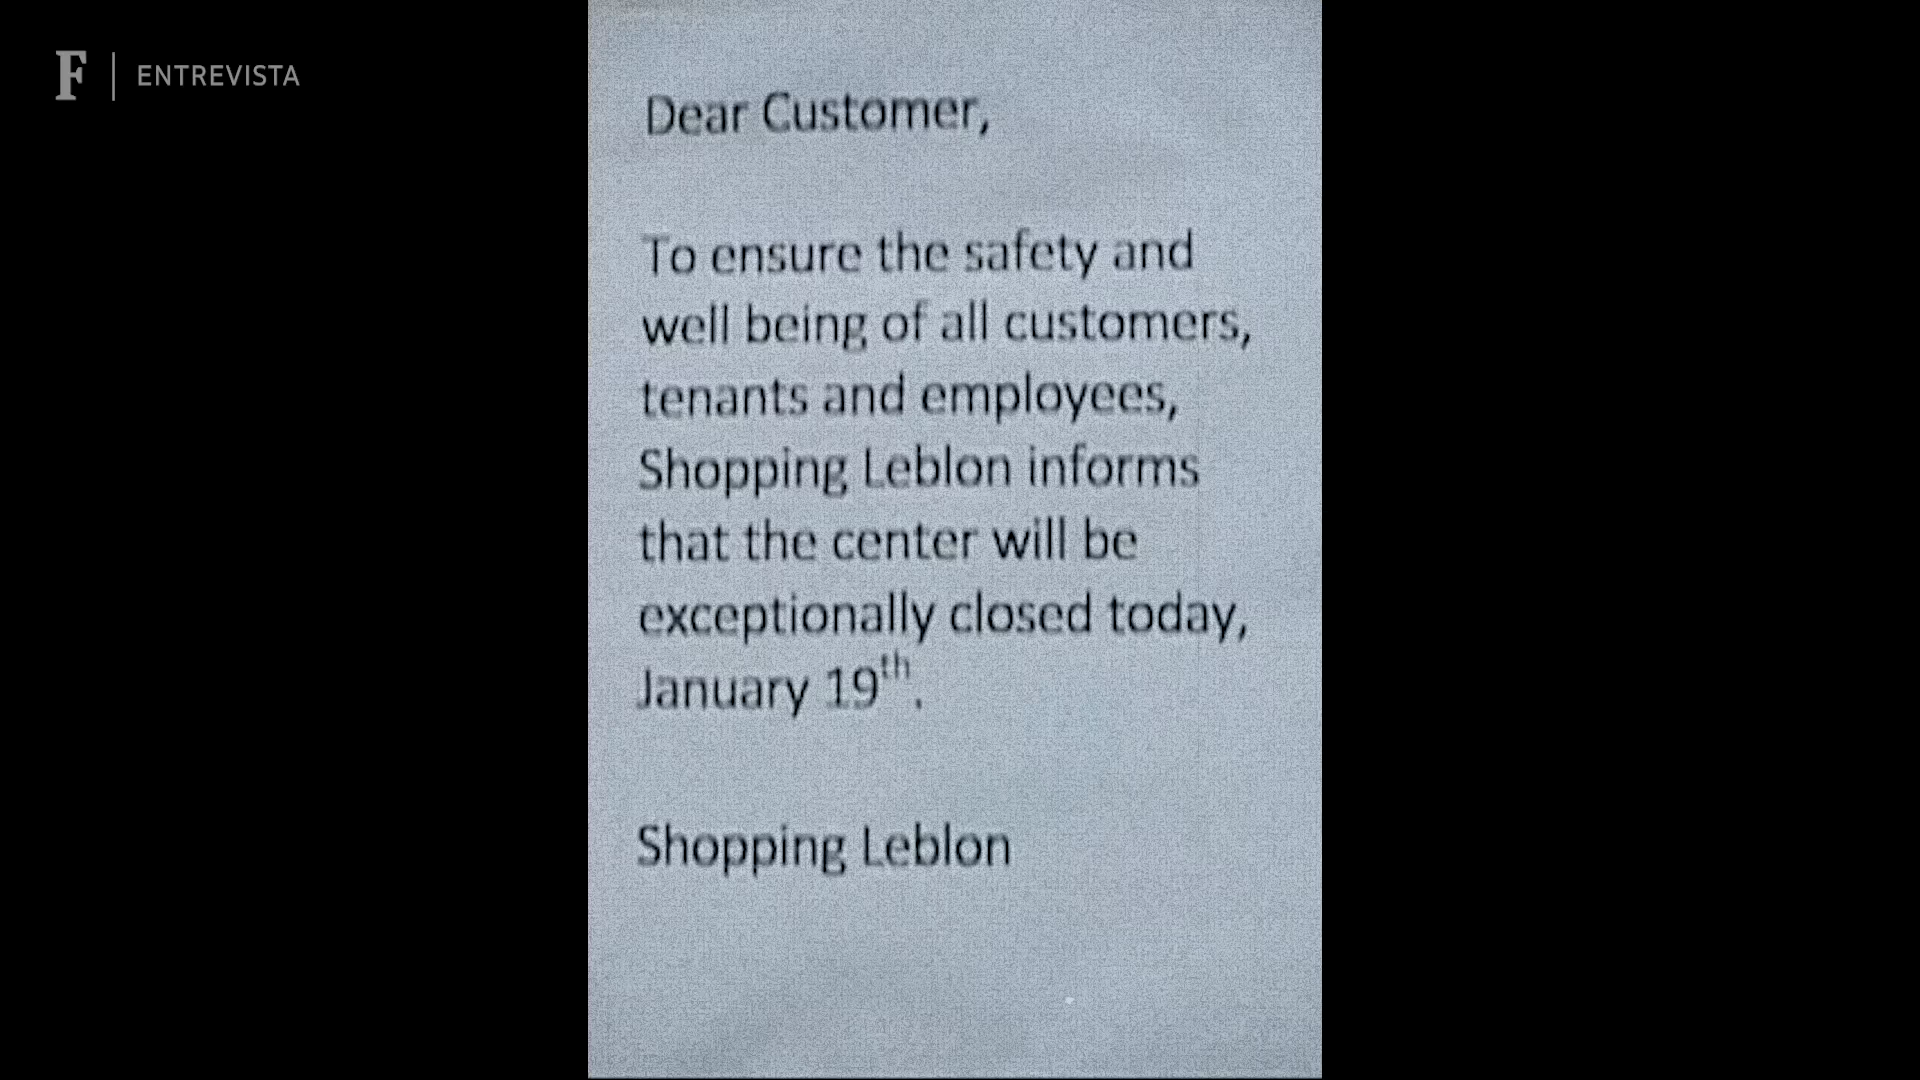 F | ENTREVISTA
Dear Customer,
To ensure the safety and
well being of all customers,
tenants and employees,
Shopping Leblon informs
that the center will be
exceptionally closed today,
January 19th.
Shopping Leblon